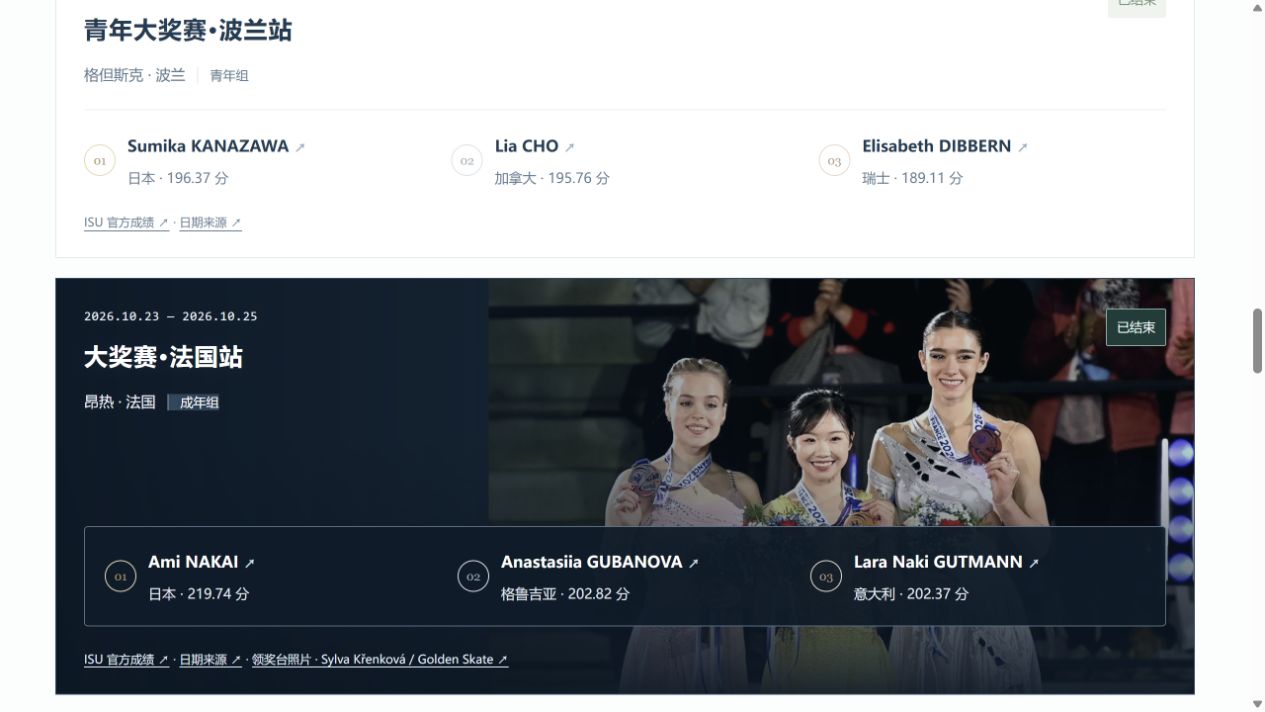 已结束
青年大奖赛·波兰站
格但斯克 · 波兰 | 青年组
01 Sumika KANAZAWA ↗
日本 · 196.37 分
02 Lia CHO ↗
加拿大 · 195.76 分
03 Elisabeth DIBBERN ↗
瑞士 · 189.11 分
ISU 官方成绩 ↗ · 日期来源 ↗
2026.10.23 — 2026.10.25
已结束
大奖赛·法国站
昂热 · 法国 | 成年组
01 Ami NAKAI ↗
日本 · 219.74 分
02 Anastasiia GUBANOVA ↗
格鲁吉亚 · 202.82 分
03 Lara Naki GUTMANN ↗
意大利 · 202.37 分
ISU 官方成绩 ↗ · 日期来源 ↗ · 领奖台照片 · Sylva Křenková / Golden Skate ↗